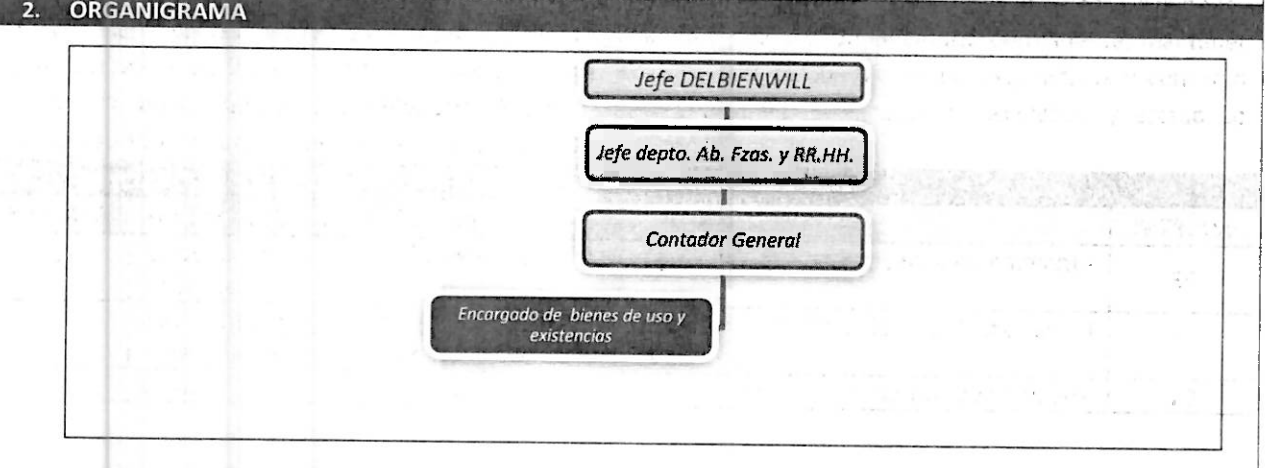 2. ORGANIGRAMA
Jefe DELBIENWILL
Jefe depto. Ab. Fzas. y RR.HH.
Contador General
Encargado de bienes de uso y
existencias